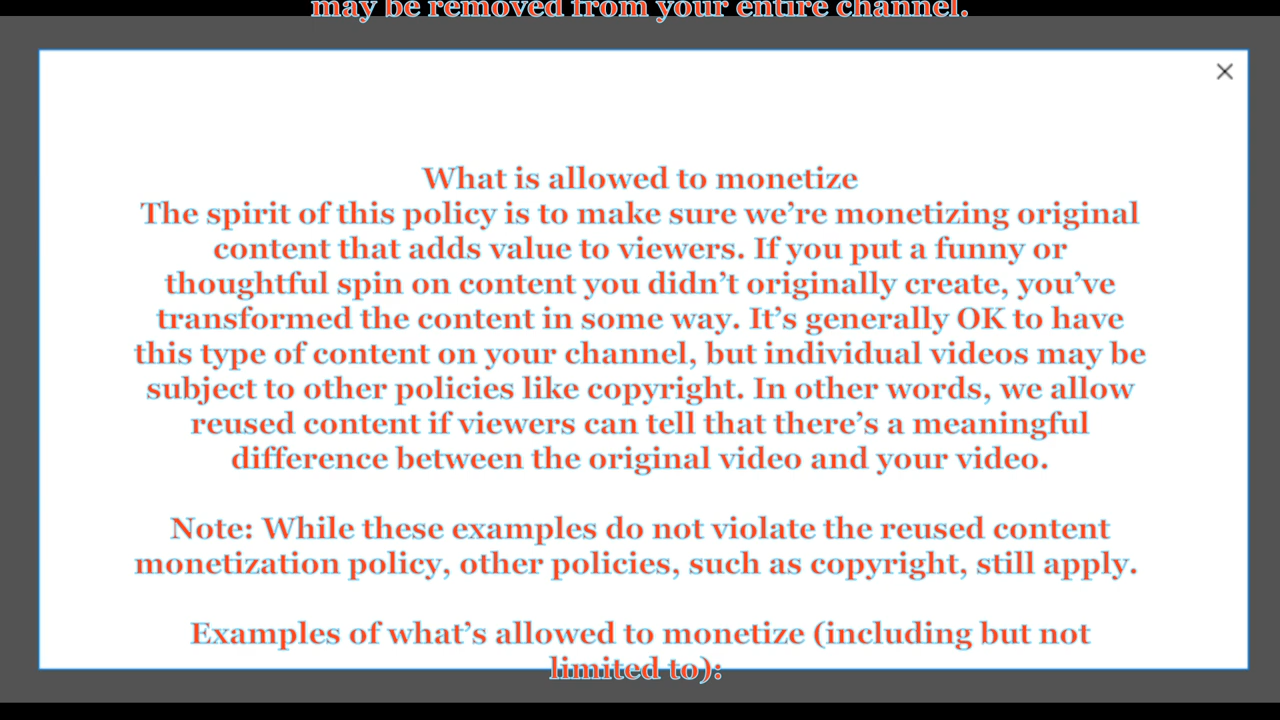 may be removed from your entire channel.
What is allowed to monetize
The spirit of this policy is to make sure we’re monetizing original
content that adds value to viewers. If you put a funny or
thoughtful spin on content you didn’t originally create, you’ve
transformed the content in some way. It’s generally OK to have
this type of content on your channel, but individual videos may be
subject to other policies like copyright. In other words, we allow
reused content if viewers can tell that there’s a meaningful
difference between the original video and your video.
Note: While these examples do not violate the reused content
monetization policy, other policies, such as copyright, still apply.
Examples of what’s allowed to monetize (including but not
limited to):